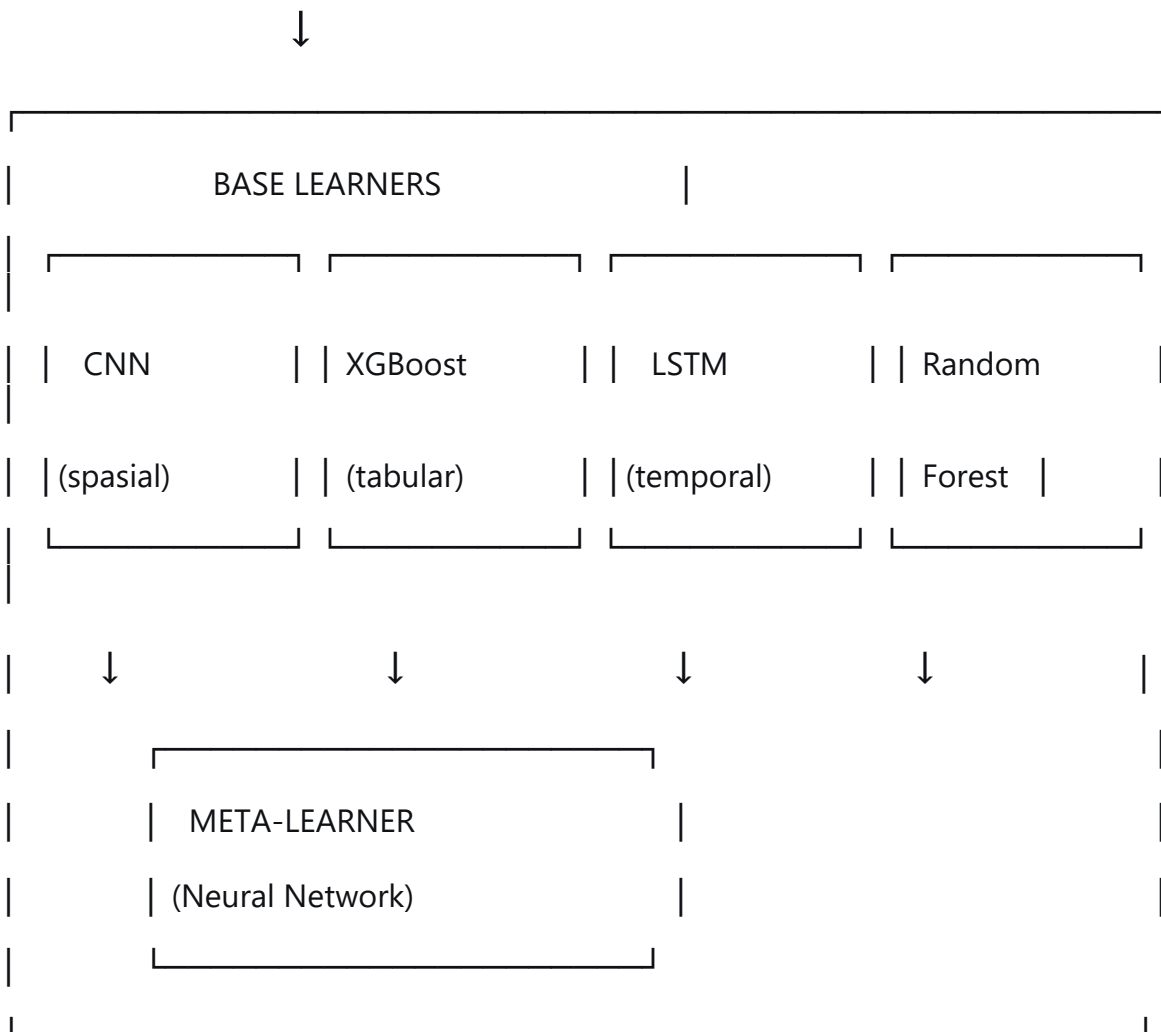 ↓
BASE LEARNERS
CNN XGBoost LSTM Random
(spasial) (tabular) (temporal) Forest
↓ ↓ ↓ ↓
META-LEARNER
(Neural Network)